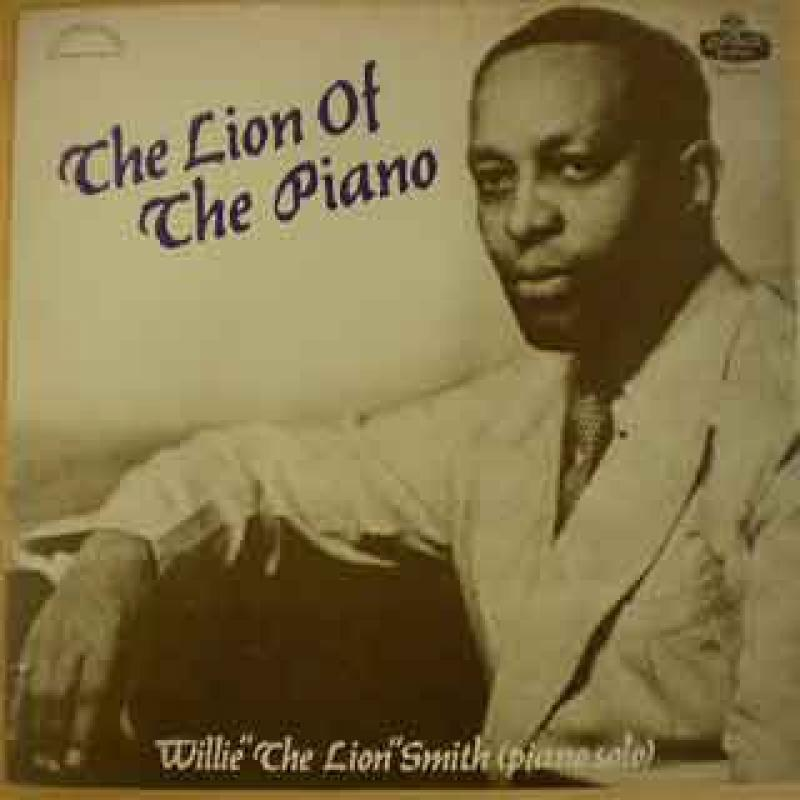 The Lion Of
The Piano
Willie "The Lion" Smith (piano solo)